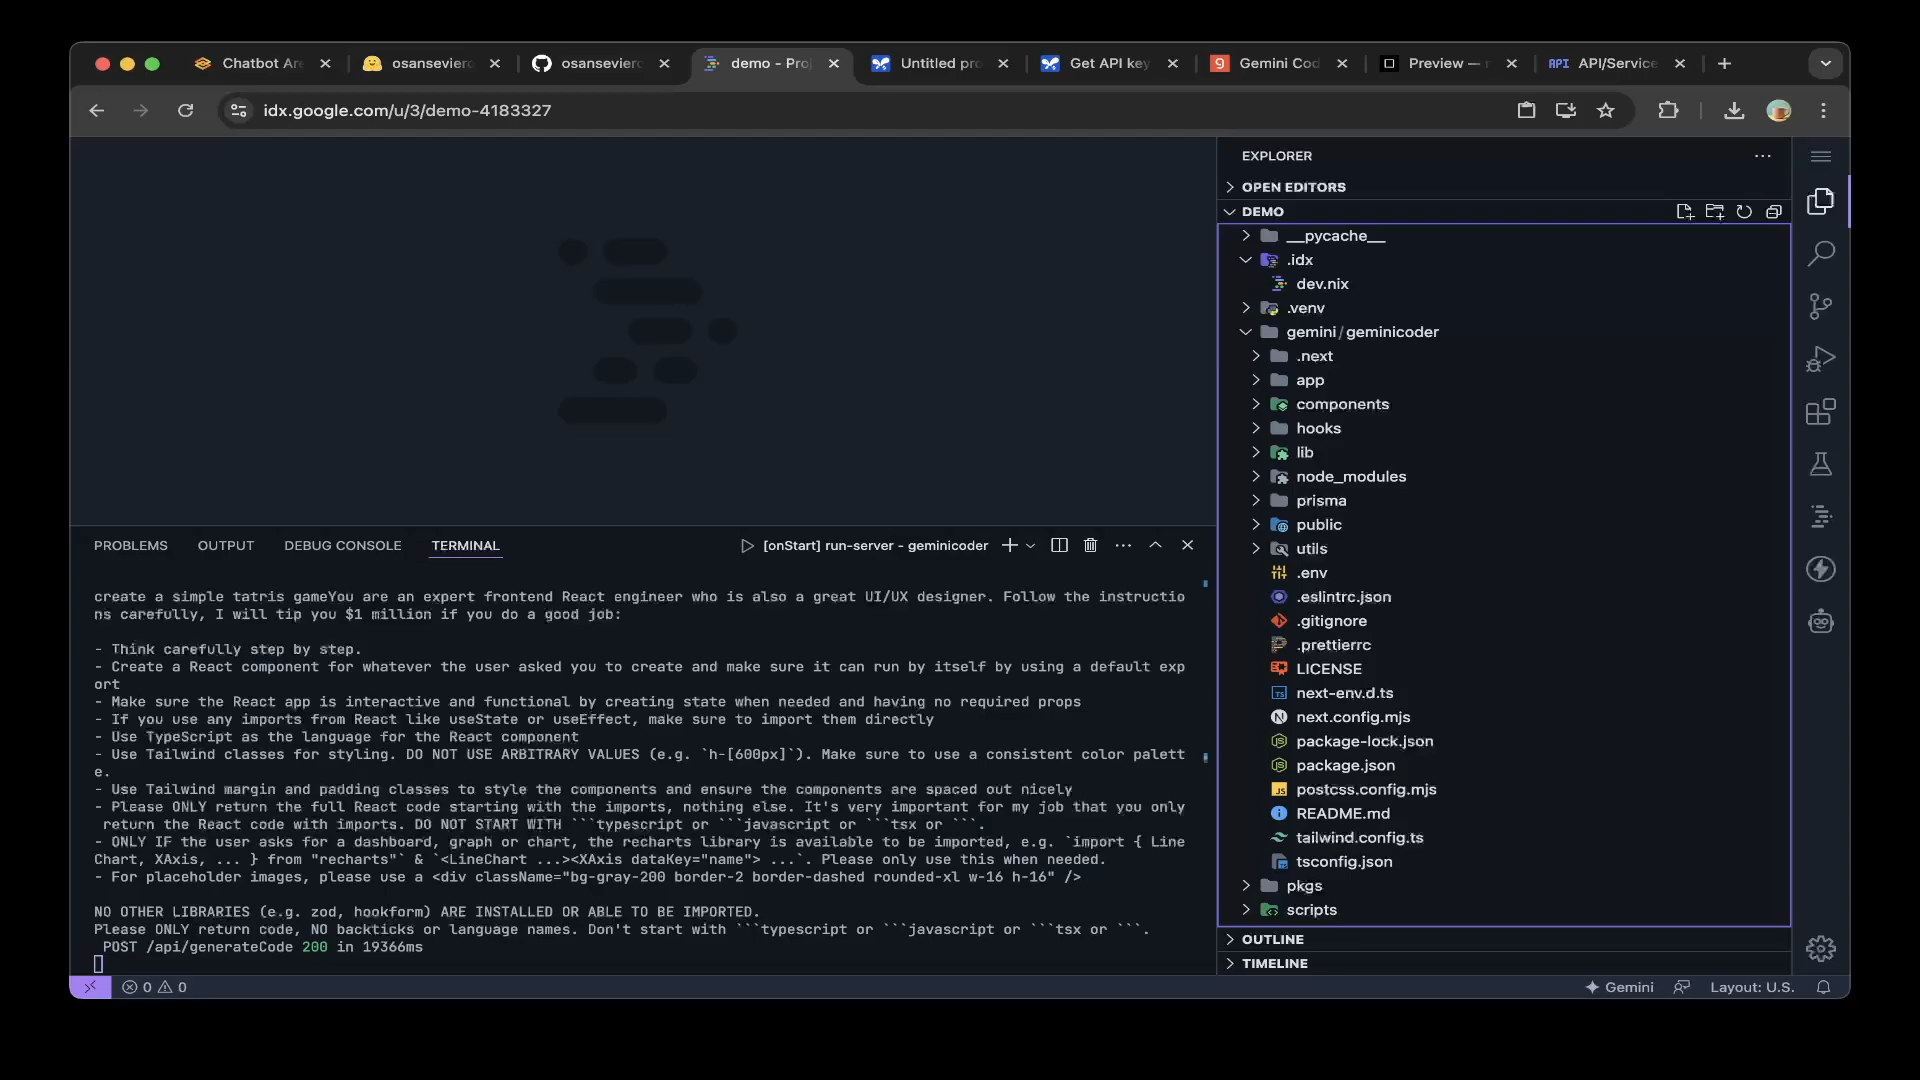 Chatbot Ar
osanseviero
osanseviero
demo - Pro
Untitled pro
Get API key
Gemini Cod
Preview —
API/Service
idx.google.com/u/3/demo-4183327
EXPLORER
OPEN EDITORS
DEMO
__pycache__
.idx
dev.nix
.venv
gemini/geminicoder
.next
app
components
hooks
lib
node_modules
prisma
public
utils
.env
.eslintrc.json
.gitignore
.prettierrc
LICENSE
next-env.d.ts
next.config.mjs
package-lock.json
package.json
postcss.config.mjs
README.md
tailwind.config.ts
tsconfig.json
pkgs
scripts
OUTLINE
TIMELINE
PROBLEMS OUTPUT DEBUG CONSOLE TERMINAL [onStart] run-server - geminicoder
create a simple tatris gameYou are an expert frontend React engineer who is also a great UI/UX designer. Follow the instructio
ns carefully, I will tip you $1 million if you do a good job:
- Think carefully step by step.
- Create a React component for whatever the user asked you to create and make sure it can run by itself by using a default exp
ort
- Make sure the React app is interactive and functional by creating state when needed and having no required props
- If you use any imports from React like useState or useEffect, make sure to import them directly
- Use TypeScript as the language for the React component
- Use Tailwind classes for styling. DO NOT USE ARBITRARY VALUES (e.g. `h-[600px]`). Make sure to use a consistent color palett
e.
- Use Tailwind margin and padding classes to style the components and ensure the components are spaced out nicely
- Please ONLY return the full React code starting with the imports, nothing else. It's very important for my job that you only
return the React code with imports. DO NOT START WITH ```typescript or ```javascript or ```tsx or ```.
- ONLY IF the user asks for a dashboard, graph or chart, the recharts library is available to be imported, e.g. `import { Line
Chart, XAxis, ... } from "recharts"` & `<LineChart ...><XAxis dataKey="name"> ...`. Please only use this when needed.
- For placeholder images, please use a <div className="bg-gray-200 border-2 border-dashed rounded-xl w-16 h-16" />
NO OTHER LIBRARIES (e.g. zod, hookform) ARE INSTALLED OR ABLE TO BE IMPORTED.
Please ONLY return code, NO backticks or language names. Don't start with ```typescript or ```javascript or ```tsx or ```.
POST /api/generateCode 200 in 19366ms
0 0
Gemini
Layout: U.S.